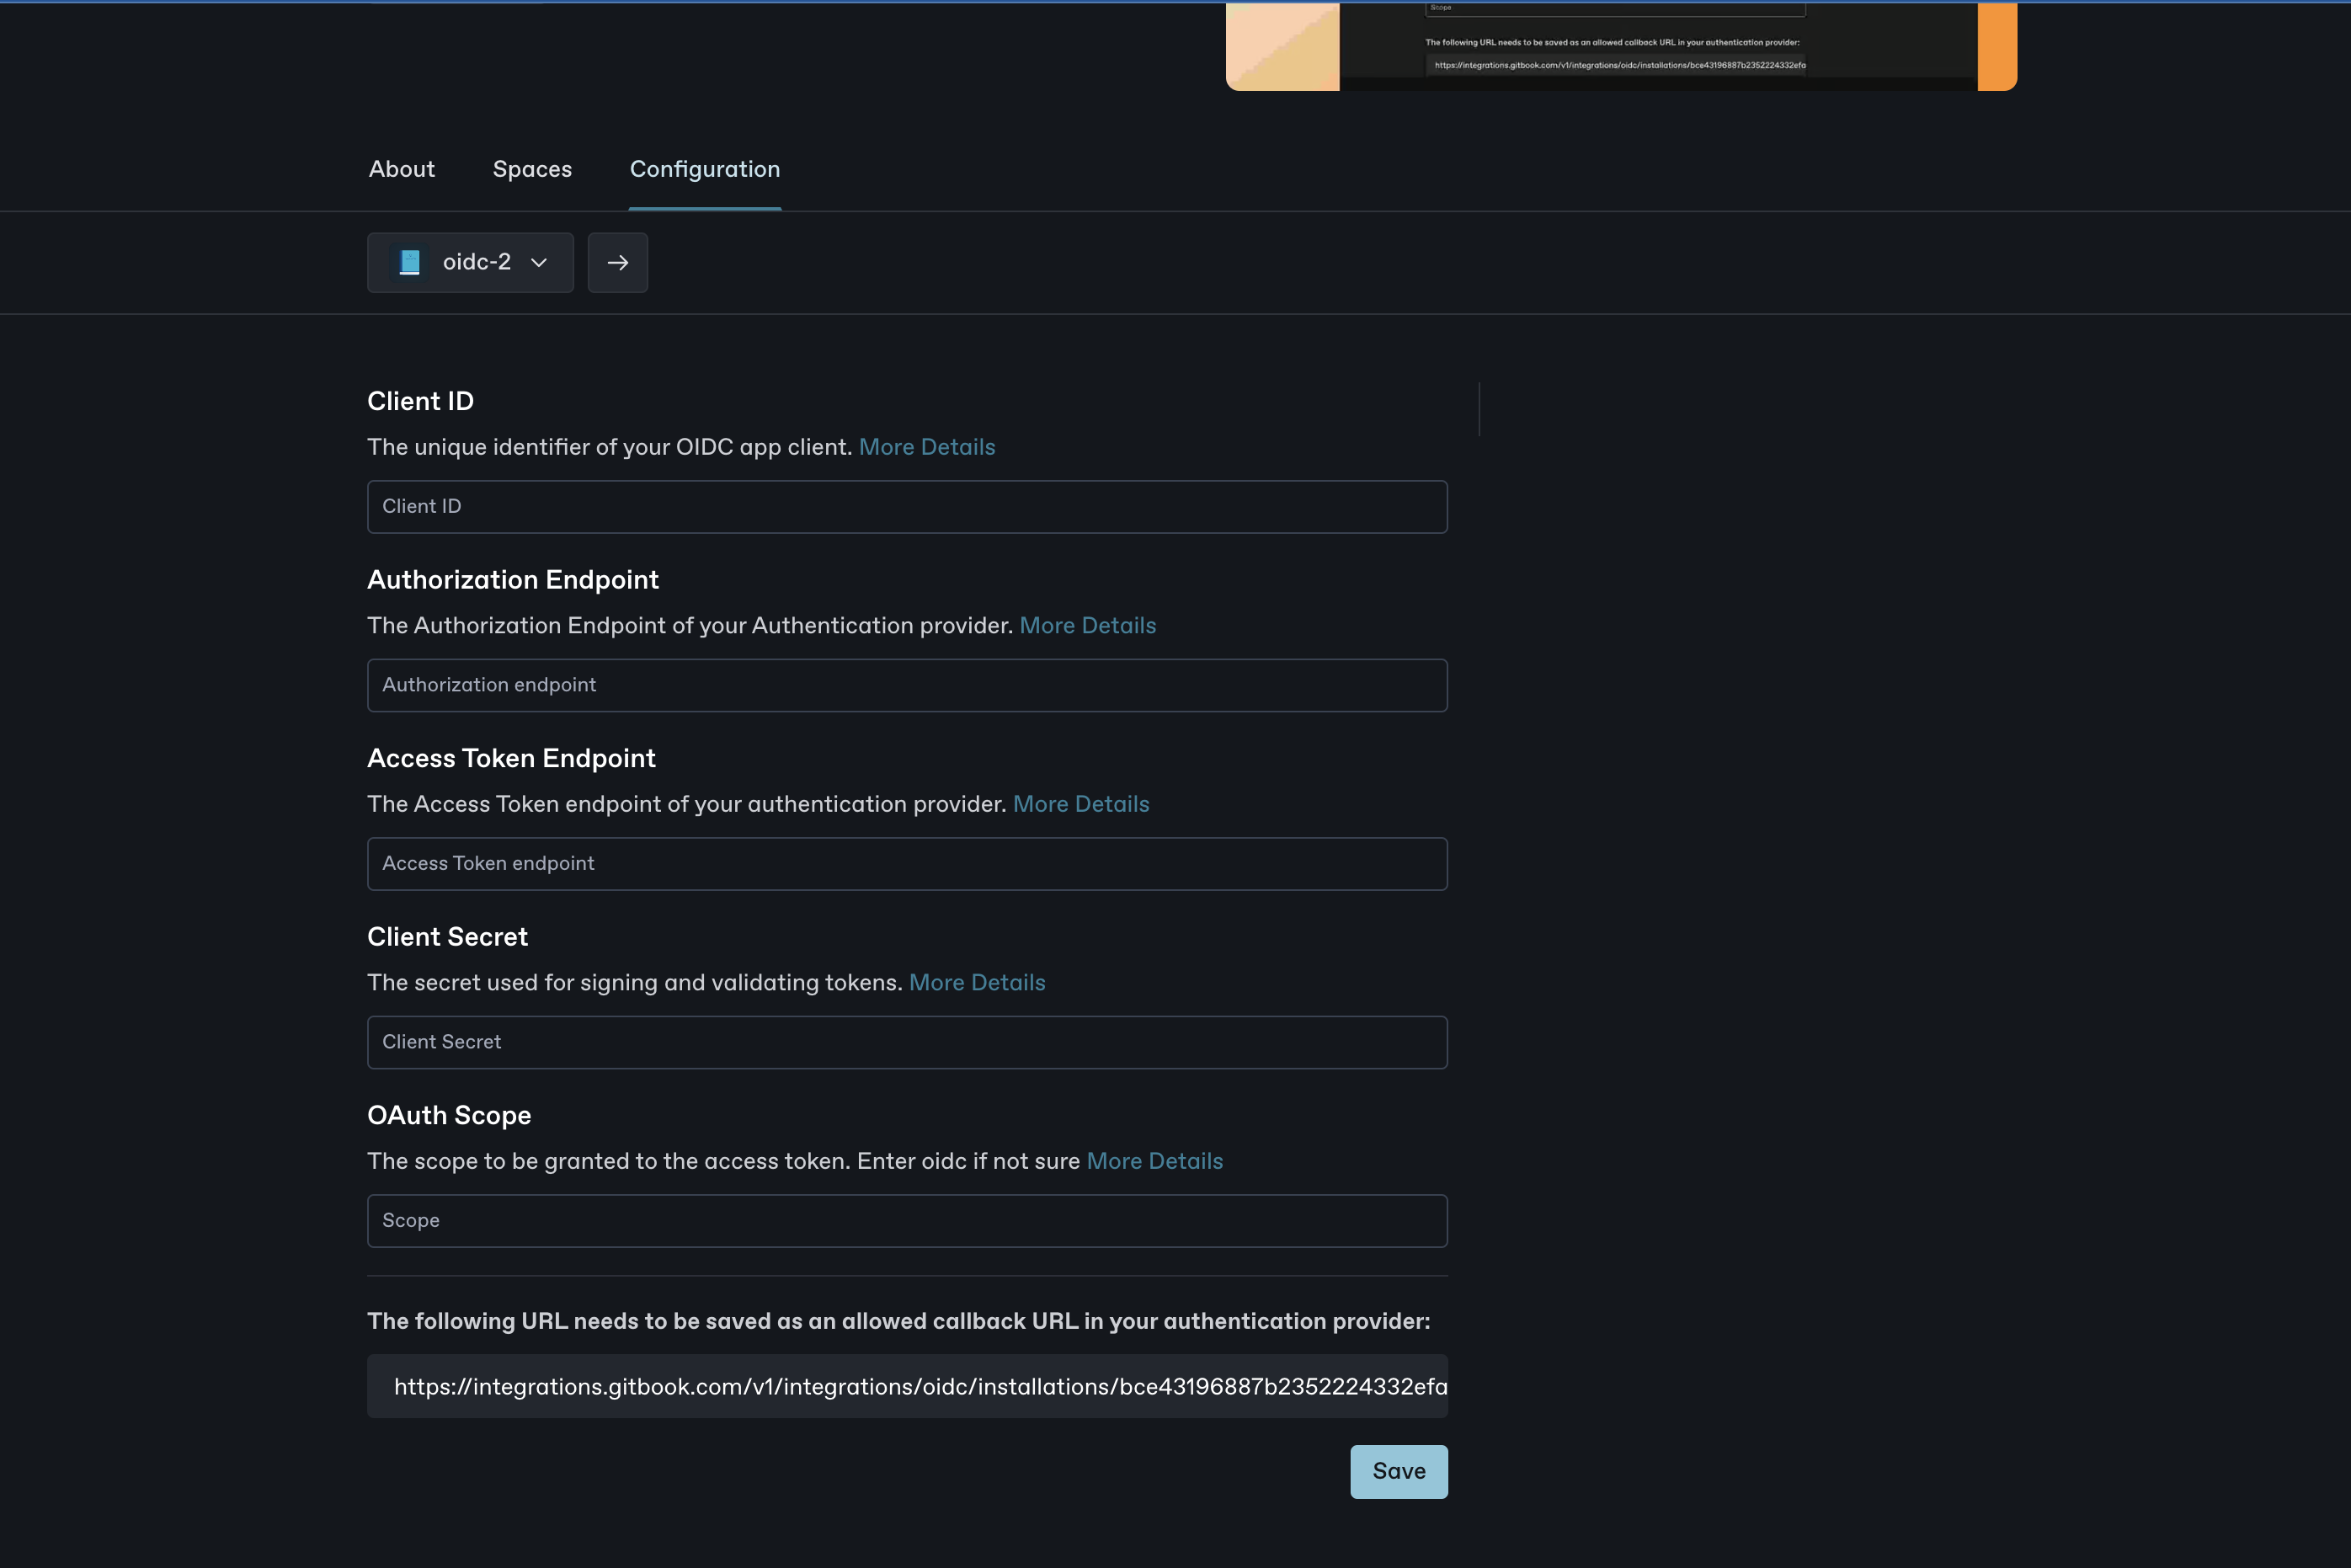 Scope
The following URL needs to be saved as an allowed callback URL in your authentication provider:
https://integrations.gitbook.com/v1/integrations/oidc/installations/bce43196887b2352224332efa
About Spaces Configuration
oidc-2
Client ID
The unique identifier of your OIDC app client. More Details
Client ID
Authorization Endpoint
The Authorization Endpoint of your Authentication provider. More Details
Authorization endpoint
Access Token Endpoint
The Access Token endpoint of your authentication provider. More Details
Access Token endpoint
Client Secret
The secret used for signing and validating tokens. More Details
Client Secret
OAuth Scope
The scope to be granted to the access token. Enter oidc if not sure More Details
Scope
The following URL needs to be saved as an allowed callback URL in your authentication provider:
https://integrations.gitbook.com/v1/integrations/oidc/installations/bce43196887b2352224332efa
Save